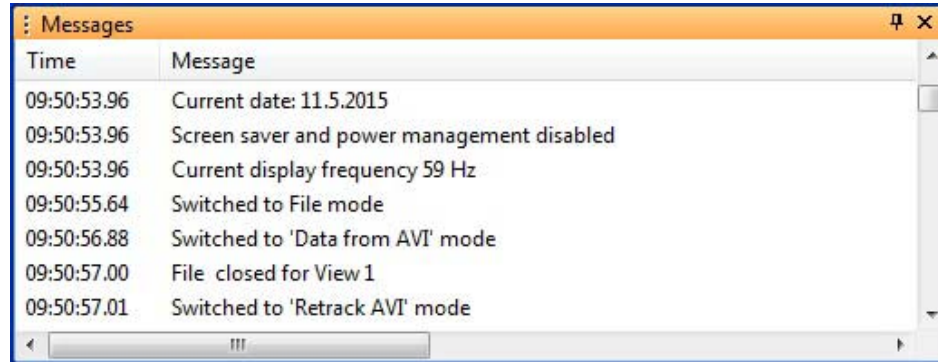 Messages
Time Message
09:50:53.96 Current date: 11.5.2015
09:50:53.96 Screen saver and power management disabled
09:50:53.96 Current display frequency 59 Hz
09:50:55.64 Switched to File mode
09:50:56.88 Switched to 'Data from AVI' mode
09:50:57.00 File  closed for View 1
09:50:57.01 Switched to 'Retrack AVI' mode